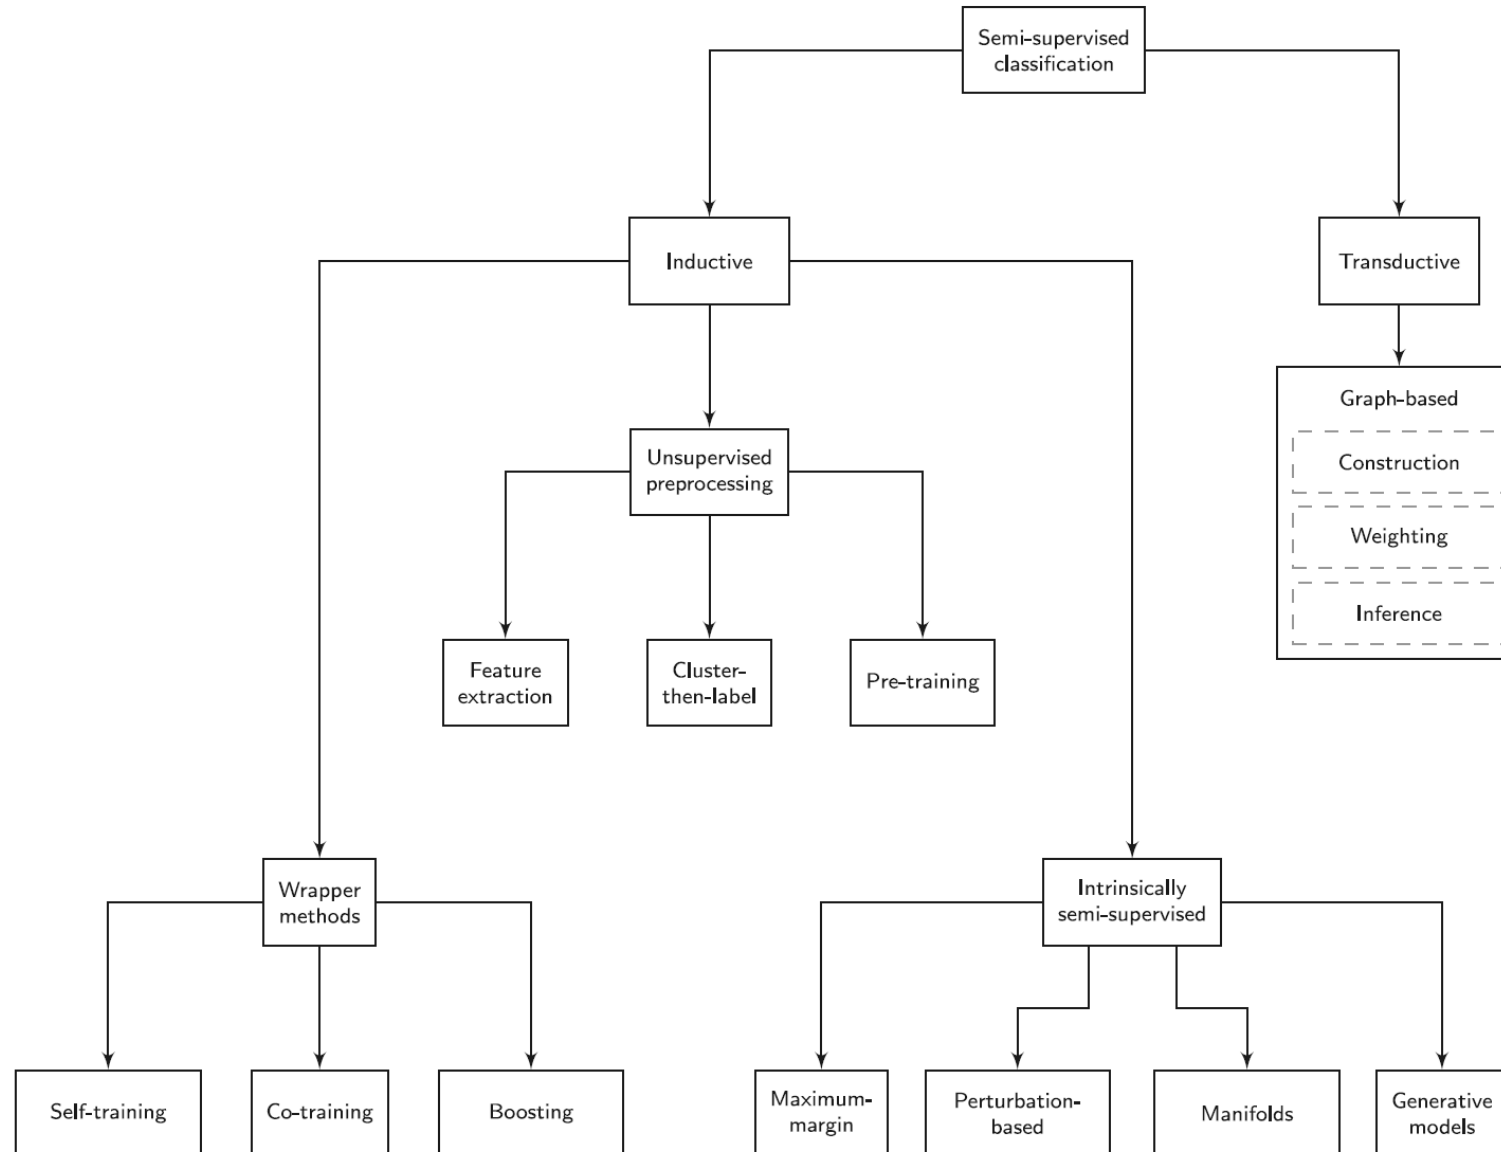 Semi-supervised
classification
Inductive
Transductive
Graph-based
Construction
Weighting
Inference
Unsupervised
preprocessing
Feature
extraction
Cluster-
then-label
Pre-training
Wrapper
methods
Intrinsically
semi-supervised
Self-training
Co-training
Boosting
Maximum-
margin
Perturbation-
based
Manifolds
Generative
models